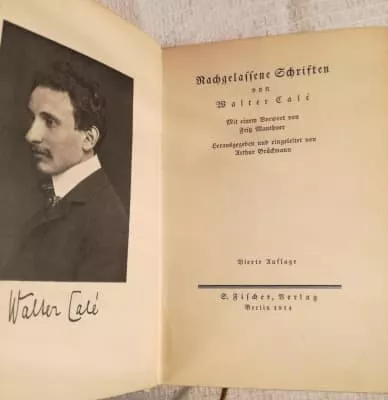 Walter Calé
Nachgelassene Schriften
von
Walter Calé
Mit einem Vorwort von
Fritz Mauthner
Herausgegeben und eingeleitet von
Arthur Brückmann
Vierte Auflage
S. Fischer, Verlag
Berlin 1914